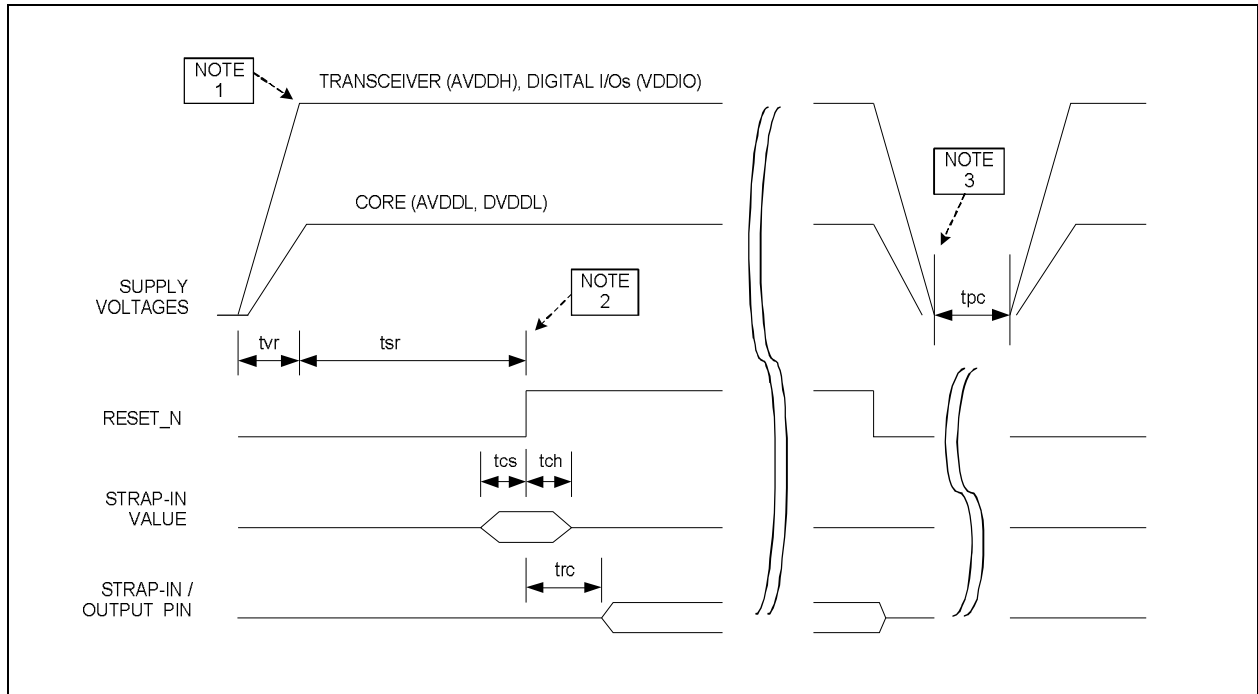 NOTE
1
TRANSCEIVER (AVDDH), DIGITAL I/Os (VDDIO)
NOTE
3
CORE (AVDDL, DVDDL)
SUPPLY
VOLTAGES
NOTE
2
tpc
tvr
tsr
RESET_N
tcs
tch
STRAP-IN
VALUE
trc
STRAP-IN /
OUTPUT PIN